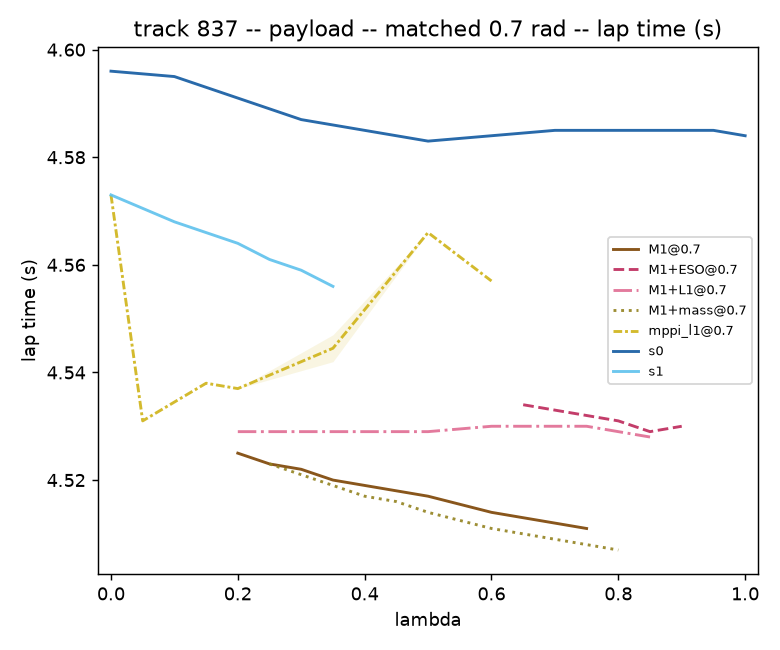 track 837 -- payload -- matched 0.7 rad -- lap time (s)
4.60
4.58
4.56
4.54
4.52
lap time (s)
M1@0.7
M1+ESO@0.7
M1+L1@0.7
M1+mass@0.7
mppi_l1@0.7
s0
s1
0.0 0.2 0.4 0.6 0.8 1.0
lambda